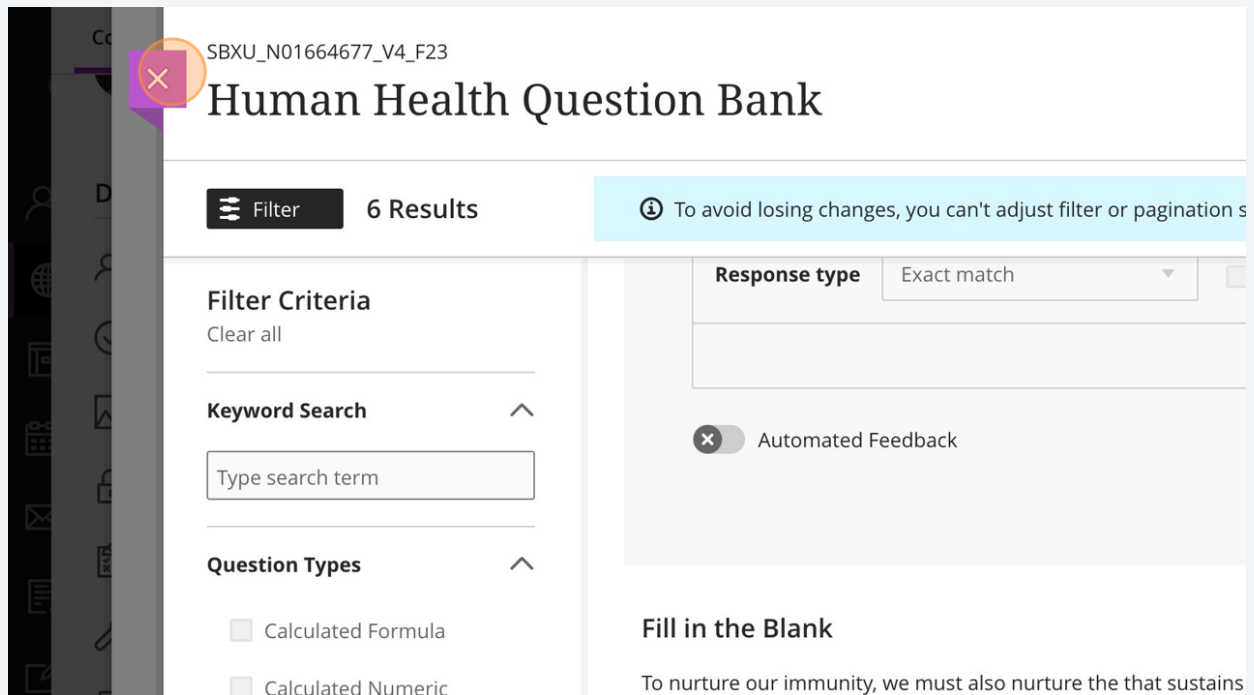 SBXU_N01664677_V4_F23
Human Health Question Bank
Filter
6 Results
To avoid losing changes, you can't adjust filter or pagination s
Filter Criteria
Clear all
Keyword Search
Type search term
Question Types
Calculated Formula
Calculated Numeric
Response type
Exact match
Automated Feedback
Fill in the Blank
To nurture our immunity, we must also nurture the that sustains